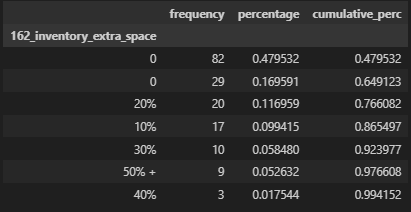 frequency percentage cumulative_perc
162_inventory_extra_space
0 82 0.479532 0.479532
0 29 0.169591 0.649123
20% 20 0.116959 0.766082
10% 17 0.099415 0.865497
30% 10 0.058480 0.923977
50% + 9 0.052632 0.976608
40% 3 0.017544 0.994152